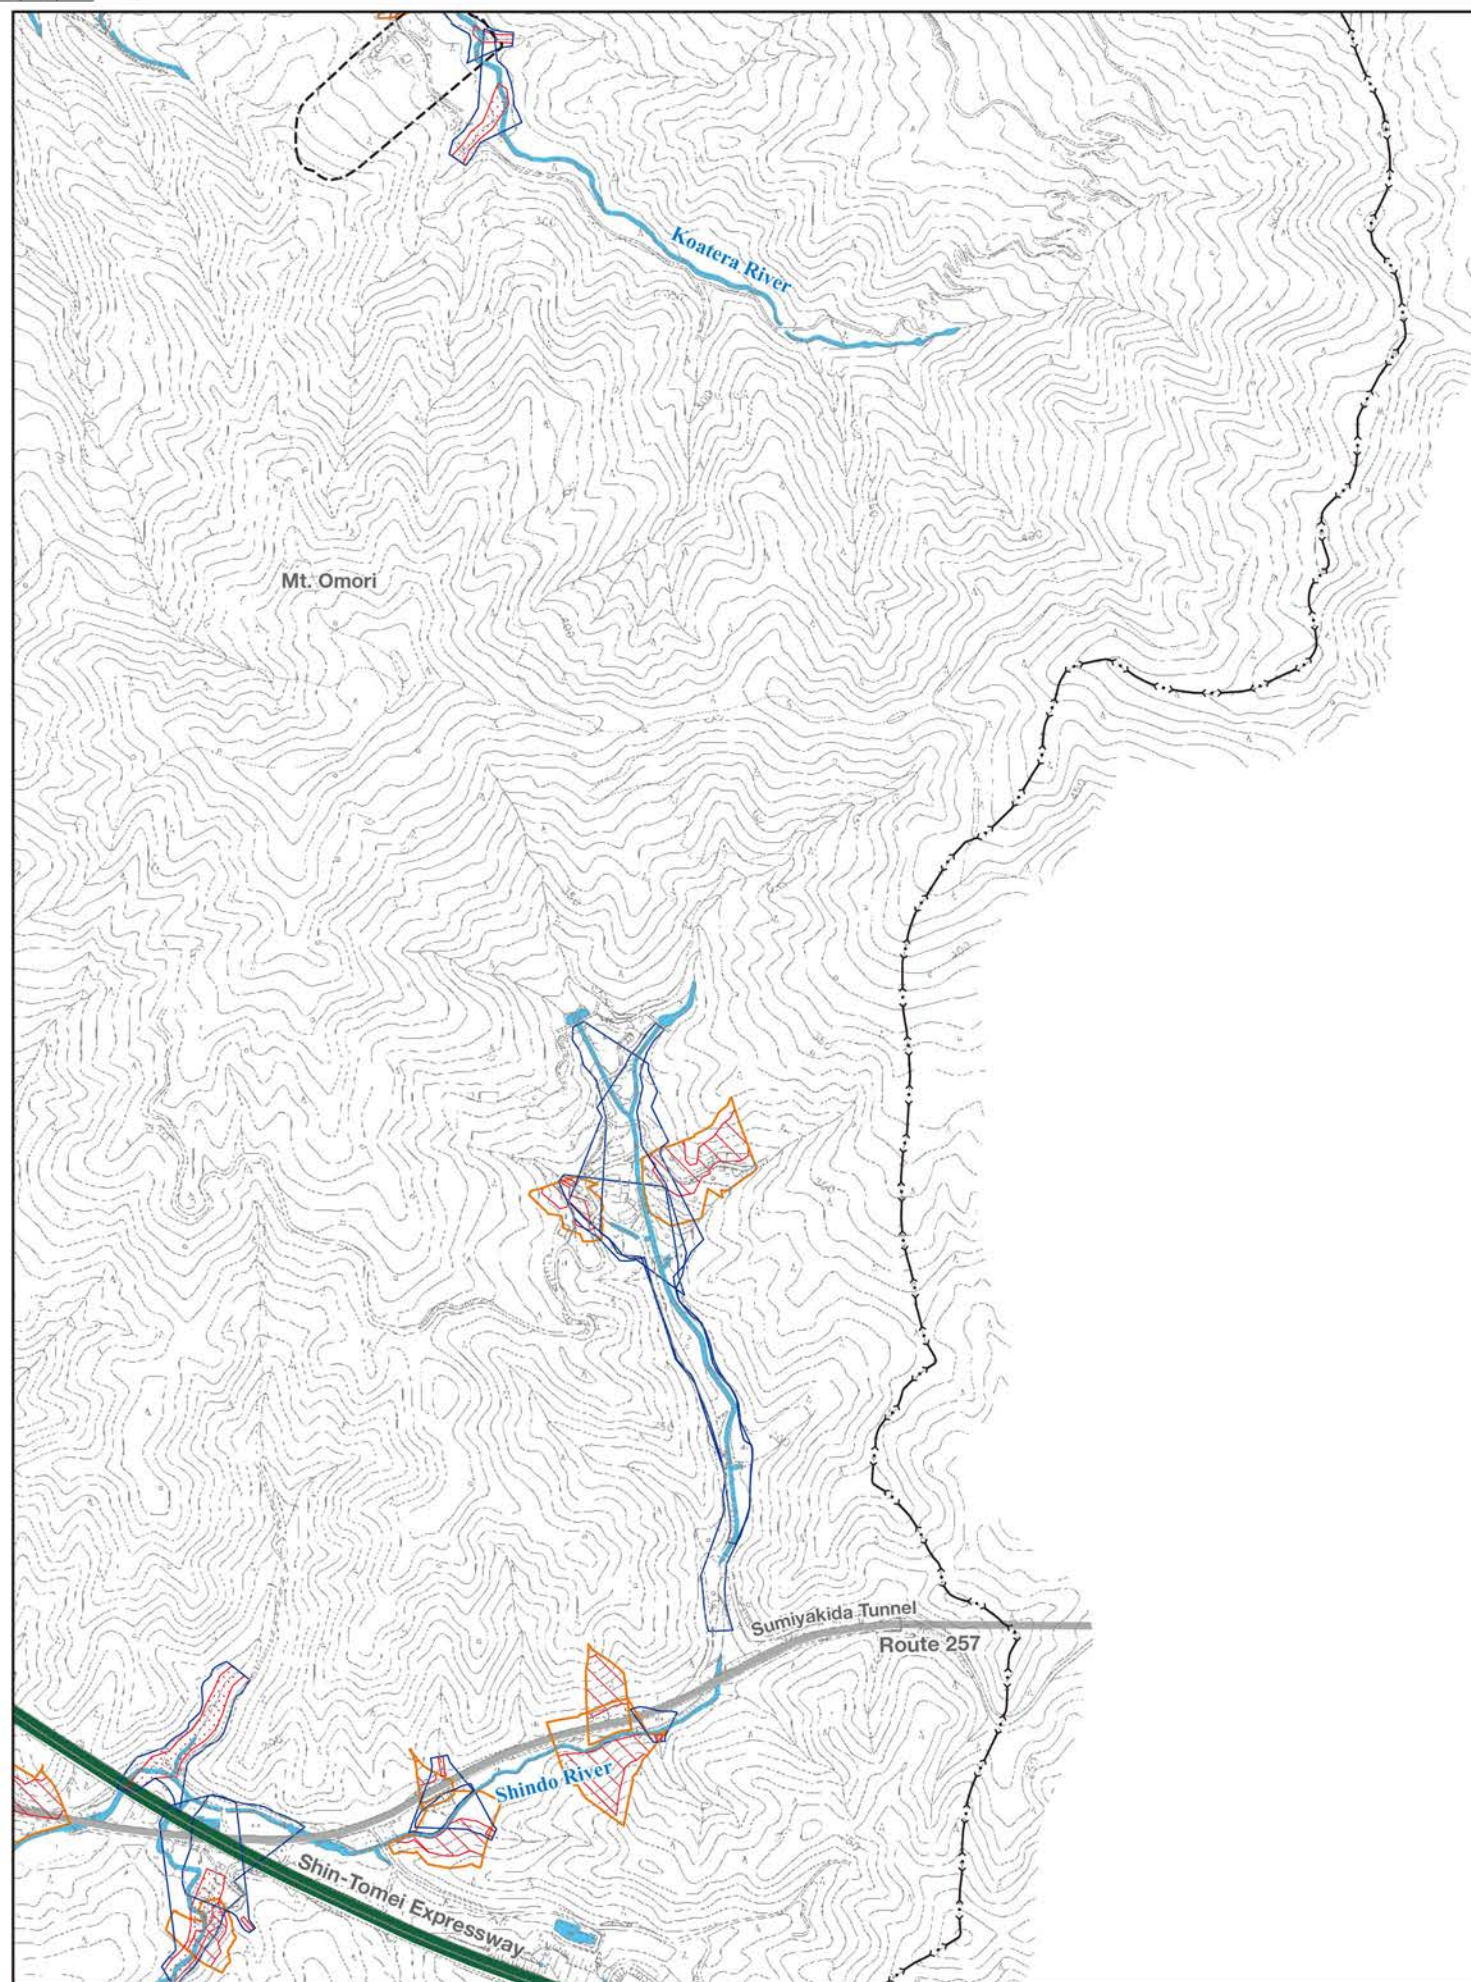 Koatera River
Mt. Omori
Sumiyakida Tunnel
Route 257
Shindo River
Shin-Tomei Expressway